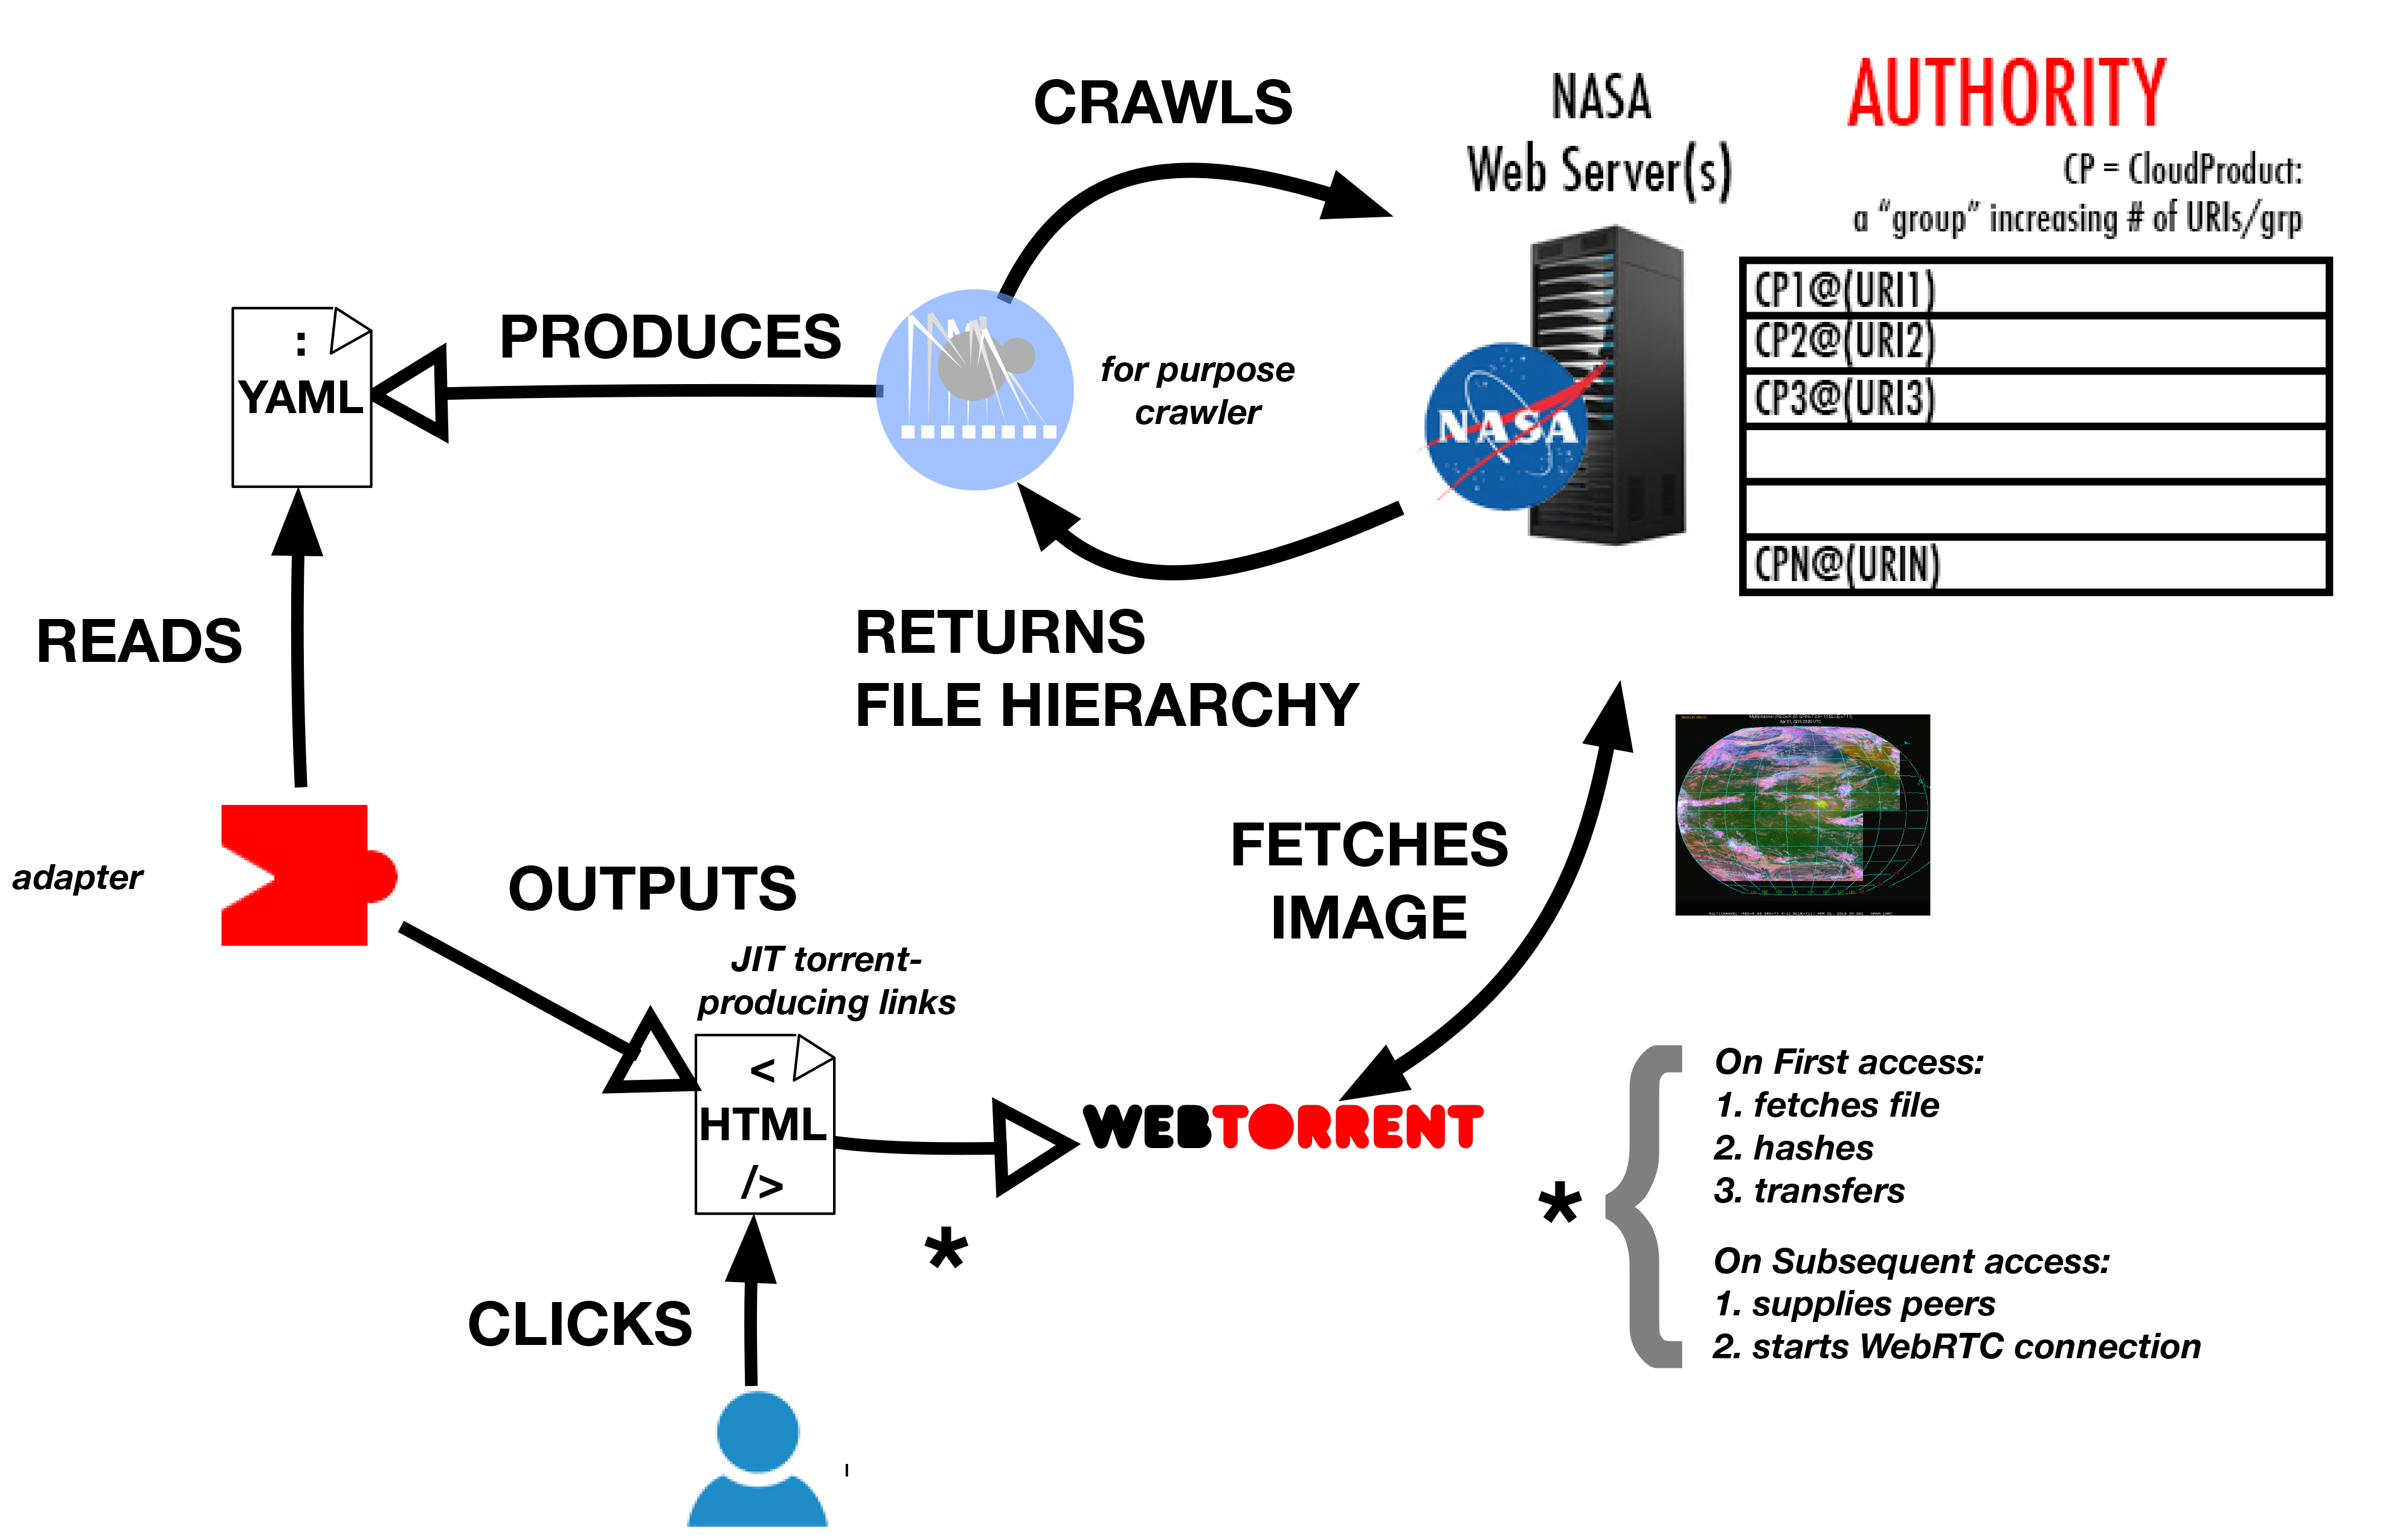 CRAWLS
NASA
Web Server(s)
AUTHORITY
CP = CloudProduct:
a “group” increasing # of URIs/grp
CP1@(URI1)
CP2@(URI2)
CP3@(URI3)
CPN@(URIN)
NASA
for purpose
crawler
PRODUCES
:
YAML
READS
RETURNS
FILE HIERARCHY
adapter
OUTPUTS
JIT torrent-
producing links
<
HTML
/>
FETCHES
IMAGE
WEBTORRENT
*
CLICKS
*
{
On First access:
1. fetches file
2. hashes
3. transfers
On Subsequent access:
1. supplies peers
2. starts WebRTC connection